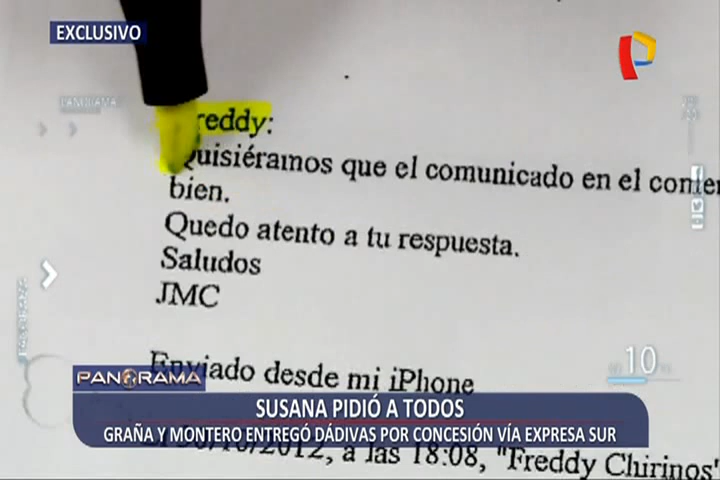 EXCLUSIVO
PANORAMA
reddy:
Quisiéramos que el comunicado en el
bien.
Quedo atento a tu respuesta.
Saludos
JMC
Enviado desde mi iPhone
10
PANORAMA
SUSANA PIDIÓ A TODOS
GRAÑA Y MONTERO ENTREGÓ DÁDIVAS POR CONCESIÓN VÍA EXPRESA SUR
a las 18:08, "Freddy Chirinos"